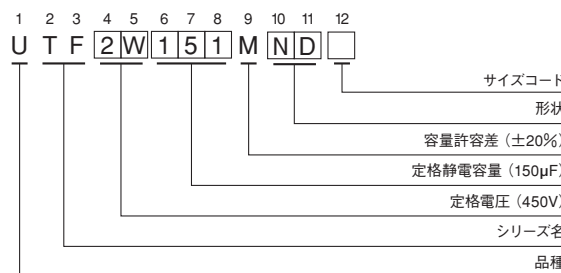 1 2 3 4 5 6 7 8 9 10 11 12
U T F 2 W 1 5 1 M N D
サイズコード
形状
容量許容差（±20%）
定格静電容量（150µF）
定格電圧（450V）
シリーズ名
品種